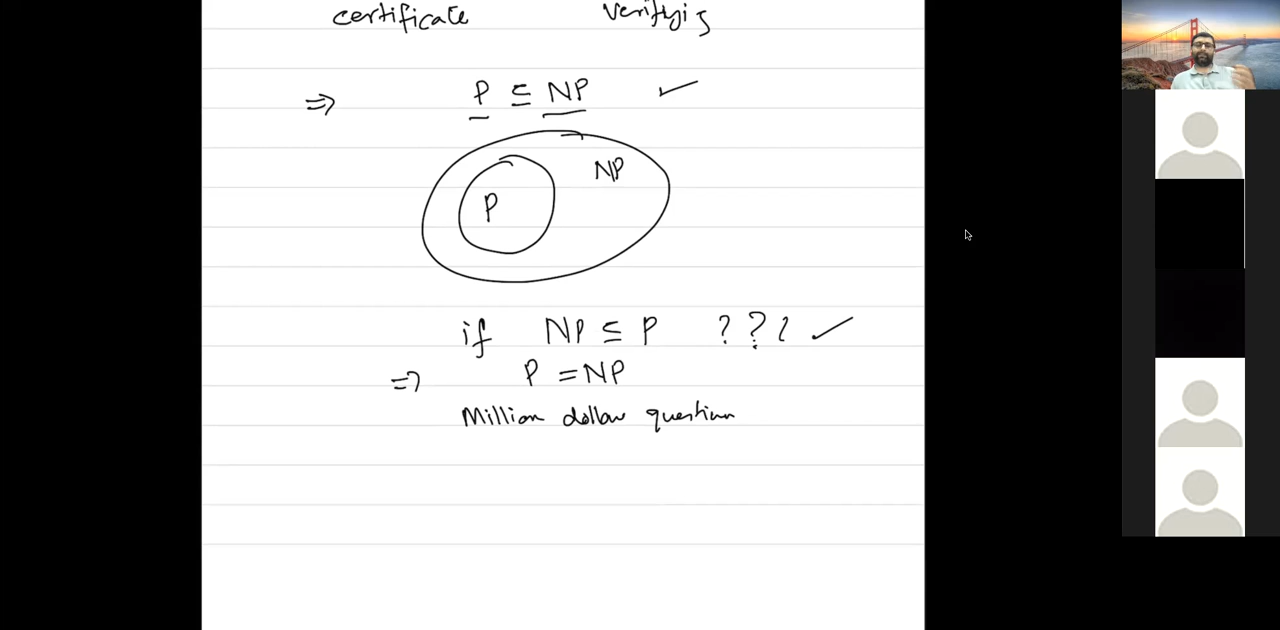 certificate verifying
⇒ P ⊆ NP ✓
NP
P
if NP ⊆ P ??? ✓
⇒ P = NP
Million dollar question